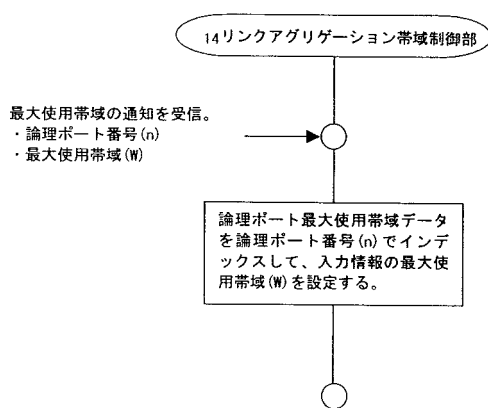 14リンクアグリゲーション帯域制御部
最大使用帯域の通知を受信。
・論理ポート番号(n)
・最大使用帯域(W)
論理ポート最大使用帯域データ
を論理ポート番号(n)でインデ
ックスして、入力情報の最大使
用帯域(W)を設定する。